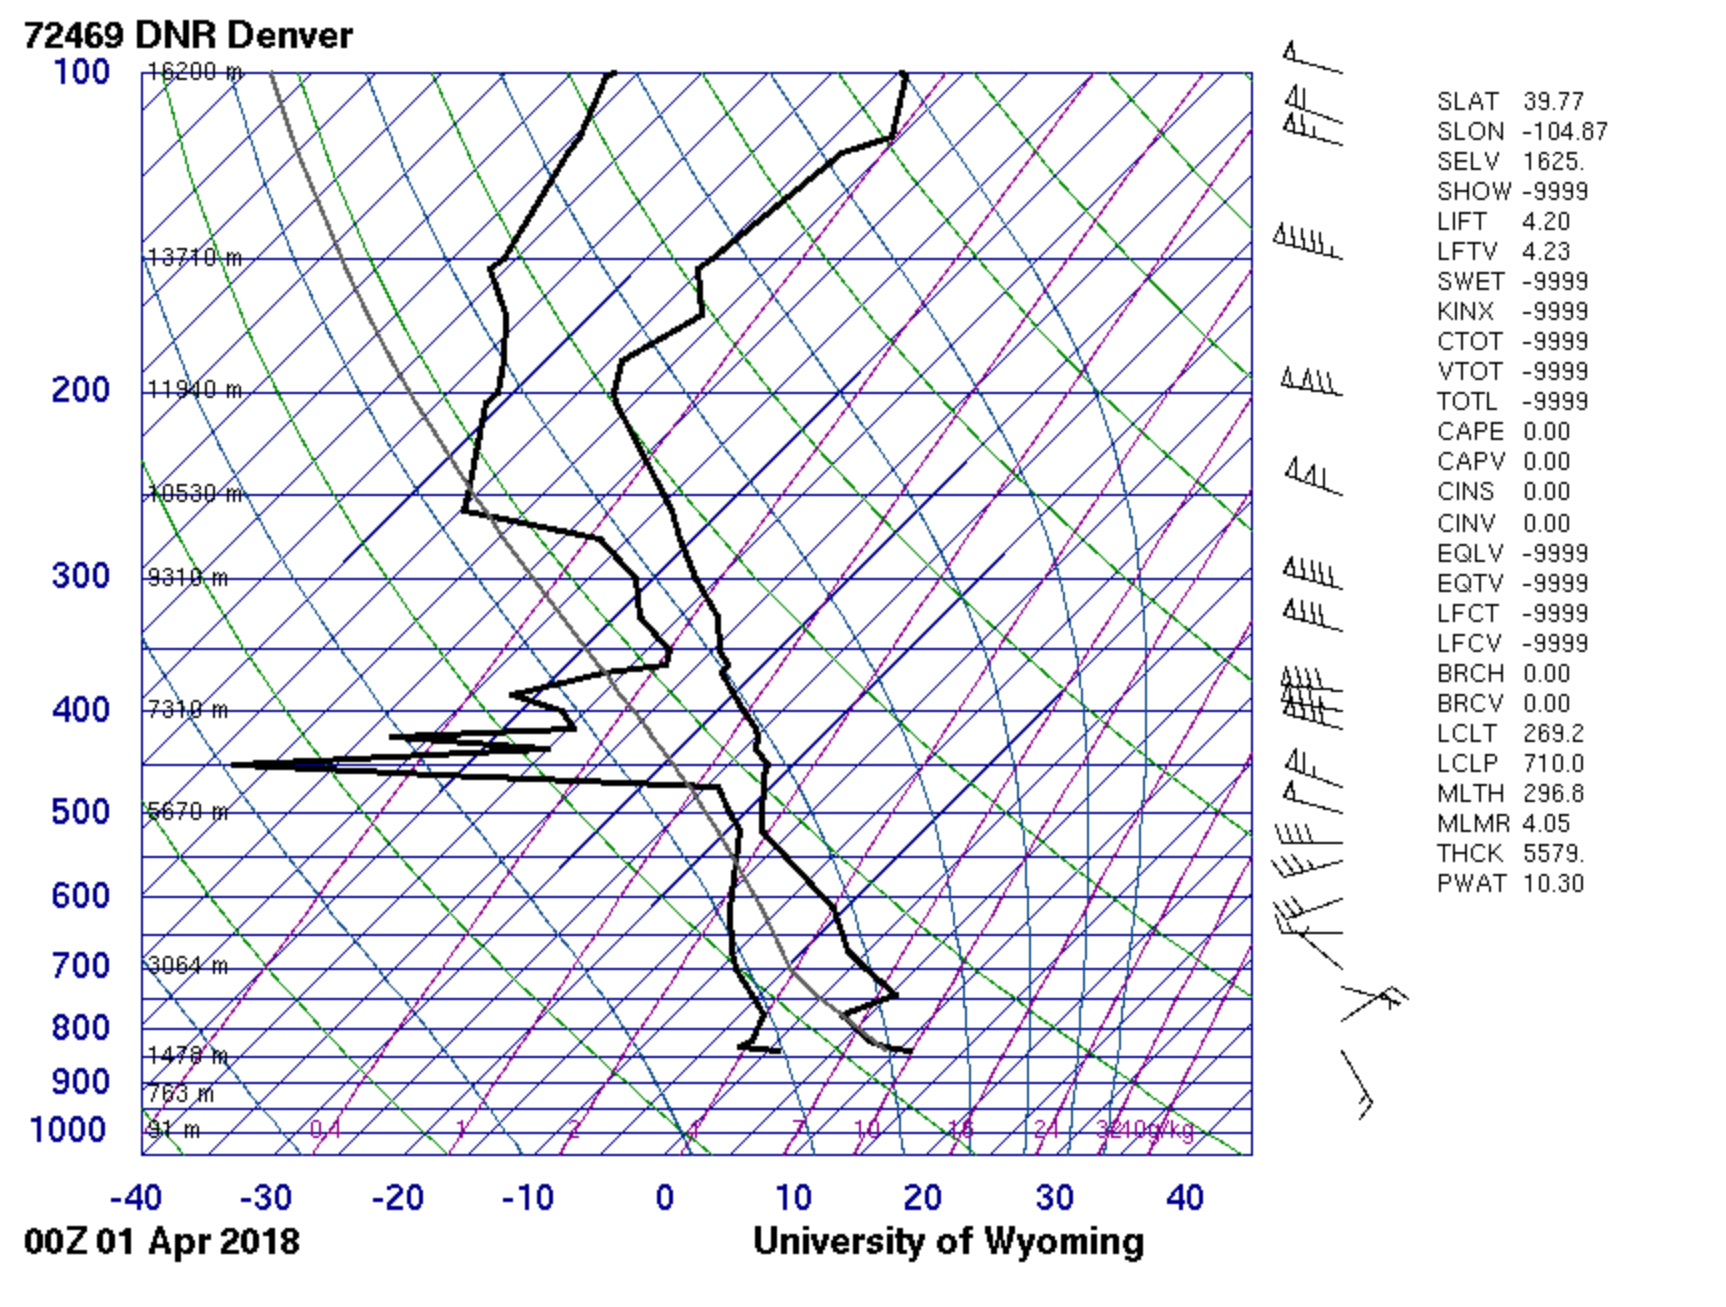 72469 DNR Denver
100 16200 m
13710 m
200 11940 m
10530 m
300 9310 m
400 7310 m
500 5670 m
600
700 3064 m
800
1479 m
900
763 m
1000 91 m 0.4 1 2 4 7 10 16 24 32 40g/kg
-40 -30 -20 -10 0 10 20 30 40
00Z 01 Apr 2018 University of Wyoming
SLAT 39.77
SLON -104.87
SELV 1625.
SHOW -9999
LIFT 4.20
LFTV 4.23
SWET -9999
KINX -9999
CTOT -9999
VTOT -9999
TOTL -9999
CAPE 0.00
CAPV 0.00
CINS 0.00
CINV 0.00
EQLV -9999
EQTV -9999
LFCT -9999
LFCV -9999
BRCH 0.00
BRCV 0.00
LCLT 269.2
LCLP 710.0
MLTH 296.8
MLMR 4.05
THCK 5579.
PWAT 10.30